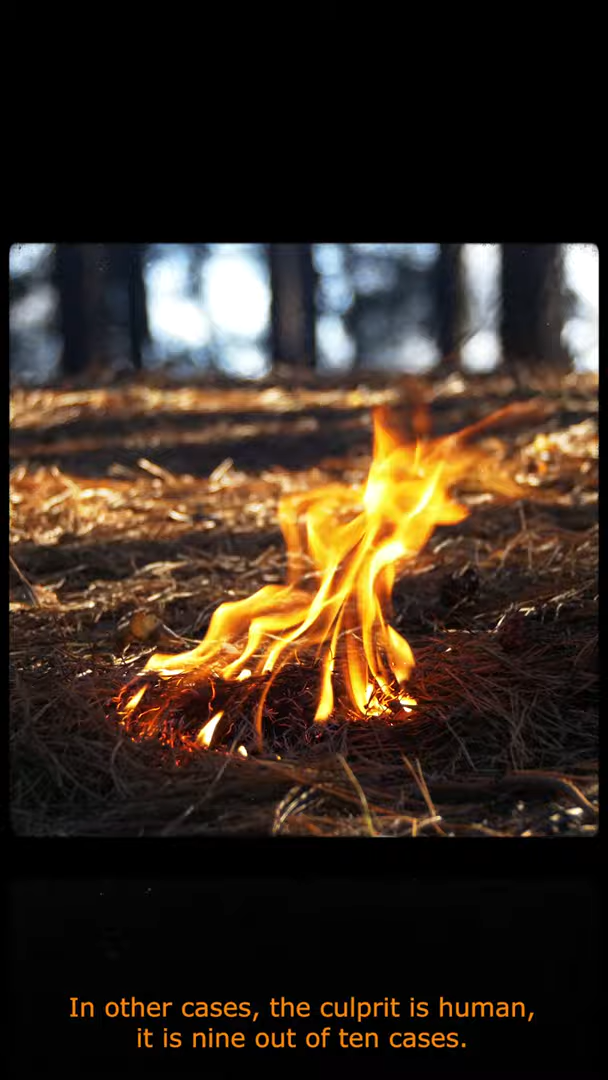 In other cases, the culprit is human,
it is nine out of ten cases.